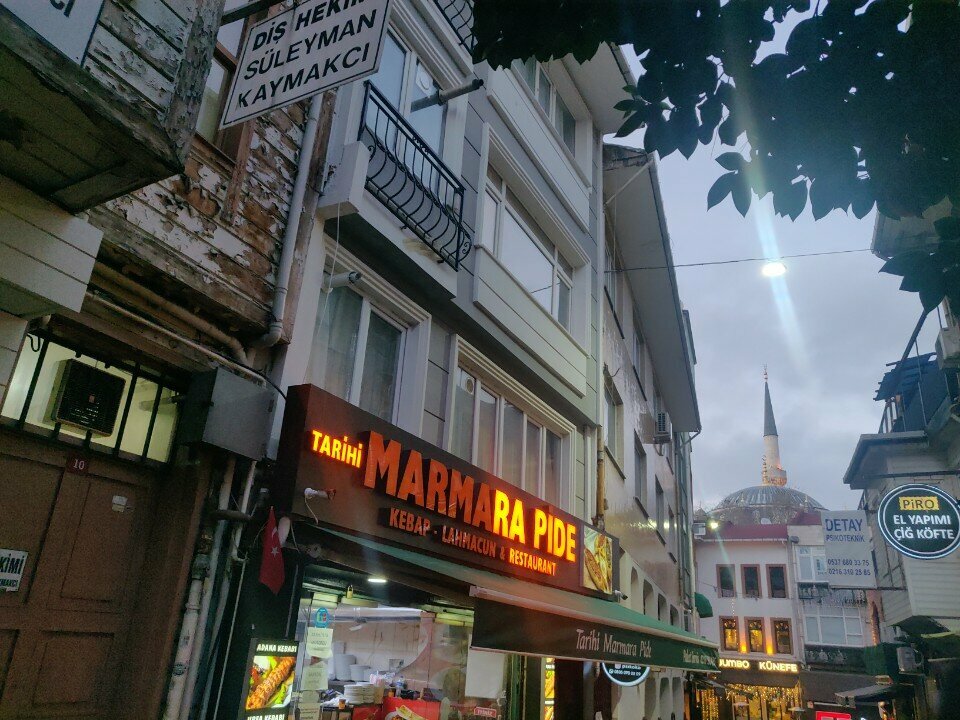 DİŞ HEKİMİ
SÜLEYMAN
KAYMAKCI
10
TARİHİ
MARMARA PİDE
KEBAP - LAHMACUN & RESTAURANT
Tarihi Marmara Pide
ADANA KEBABI
PİRO
EL YAPIMI
ÇİĞ KÖFTE
DETAY
PSİKOTEKNİK
0537 680 33 75
0216 310 28 85
JUMBO KÜNEFE